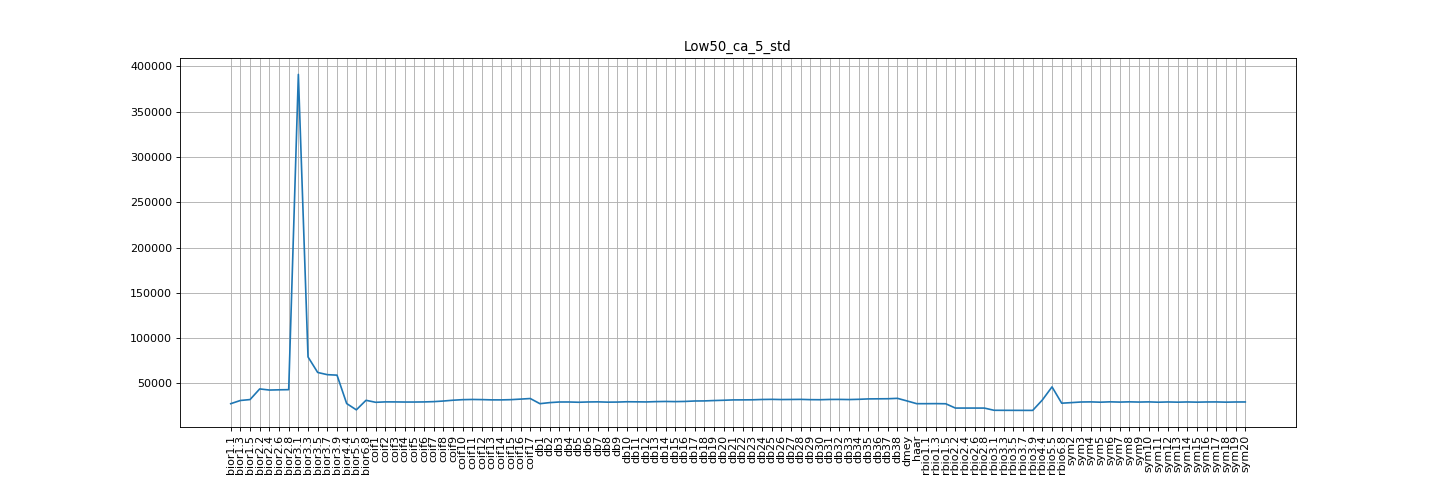 Low50_ca_5_std
400000
350000
300000
250000
200000
150000
100000
50000
bior1.1
bior1.3
bior1.5
bior2.2
bior2.4
bior2.6
bior2.8
bior3.1
bior3.3
bior3.5
bior3.7
bior3.9
bior4.4
bior5.5
bior6.8
coif1
coif2
coif3
coif4
coif5
coif6
coif7
coif8
coif9
coif10
coif11
coif12
coif13
coif14
coif15
coif16
coif17
db1
db2
db3
db4
db5
db6
db7
db8
db9
db10
db11
db12
db13
db14
db15
db16
db17
db18
db19
db20
db21
db22
db23
db24
db25
db26
db27
db28
db29
db30
db31
db32
db33
db34
db35
db36
db37
db38
dmey
haar
rbio1.1
rbio1.3
rbio1.5
rbio2.2
rbio2.4
rbio2.6
rbio2.8
rbio3.1
rbio3.3
rbio3.5
rbio3.7
rbio3.9
rbio4.4
rbio5.5
rbio6.8
sym2
sym3
sym4
sym5
sym6
sym7
sym8
sym9
sym10
sym11
sym12
sym13
sym14
sym15
sym16
sym17
sym18
sym19
sym20